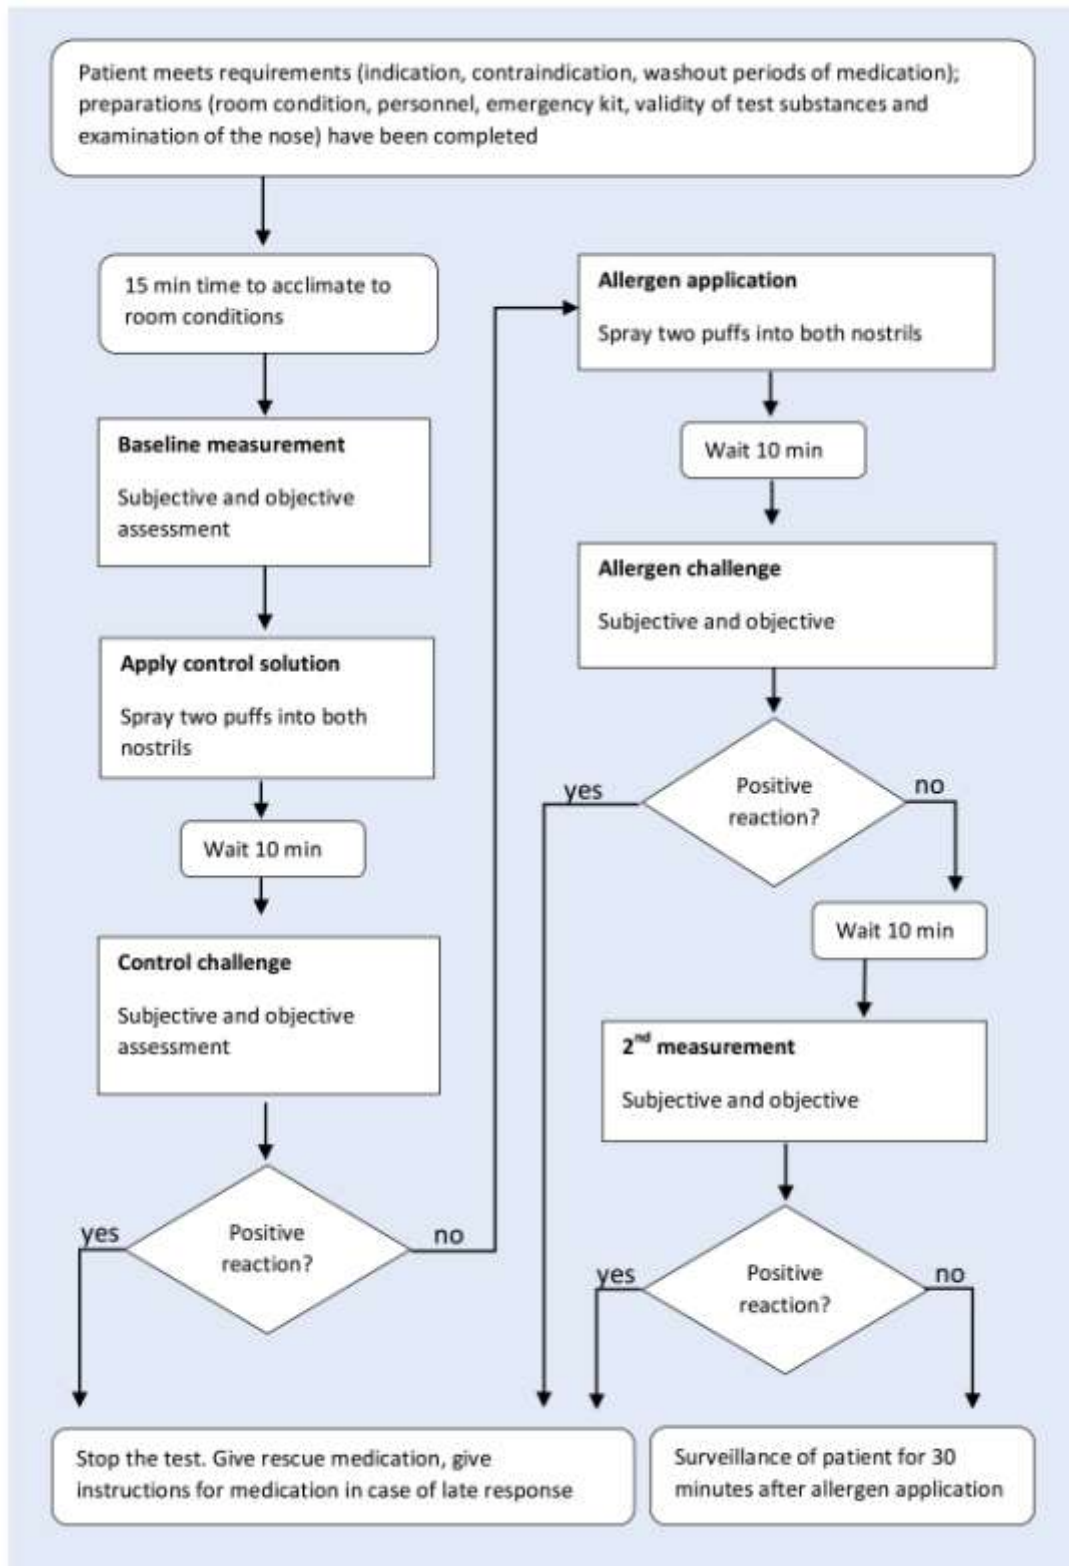 Patient meets requirements (indication, contraindication, washout periods of medication);
preparations (room condition, personnel, emergency kit, validity of test substances and
examination of the nose) have been completed
15 min time to acclimate to
room conditions
Baseline measurement
Subjective and objective
assessment
Apply control solution
Spray two puffs into both
nostrils
Wait 10 min
Control challenge
Subjective and objective
assessment
Positive
reaction?
yes
no
Allergen application
Spray two puffs into both nostrils
Wait 10 min
Allergen challenge
Subjective and objective
Positive
reaction?
yes
no
Wait 10 min
2nd measurement
Subjective and objective
Positive
reaction?
yes
no
Stop the test. Give rescue medication, give
instructions for medication in case of late response
Surveillance of patient for 30
minutes after allergen application